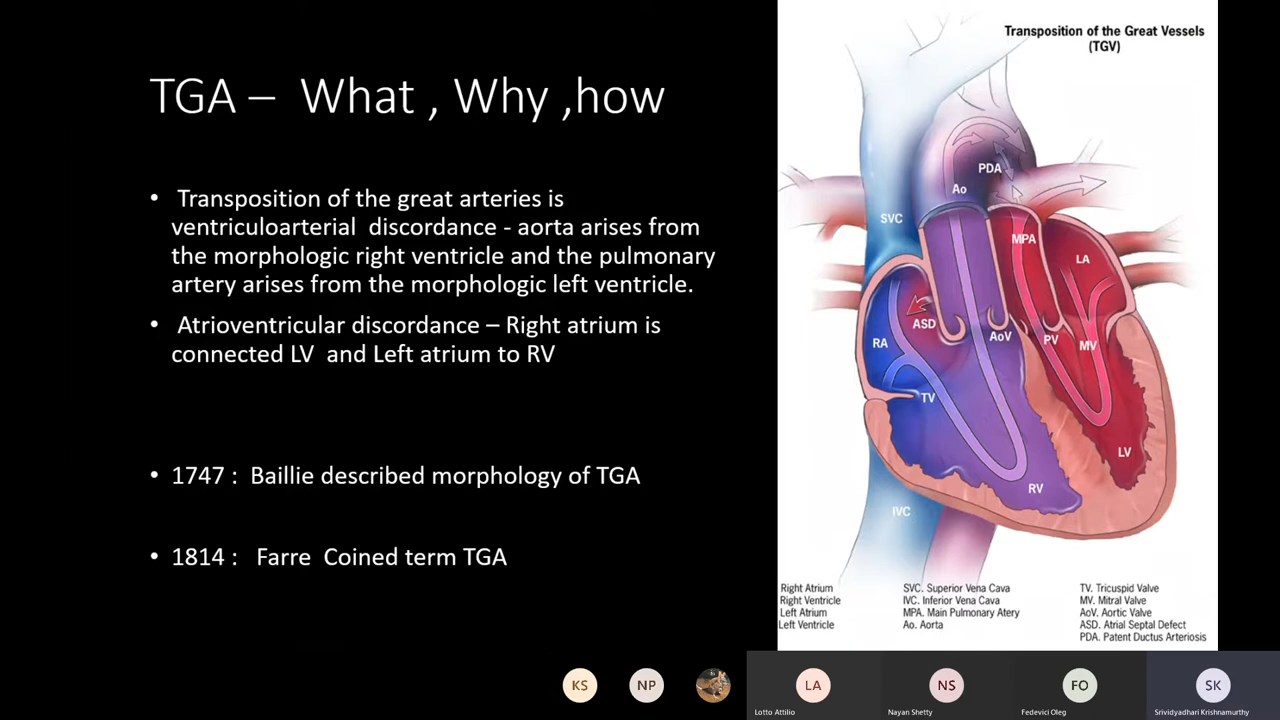 TGA – What , Why ,how
• Transposition of the great arteries is
ventriculoarterial discordance - aorta arises from
the morphologic right ventricle and the pulmonary
artery arises from the morphologic left ventricle.
• Atrioventricular discordance – Right atrium is
connected LV and Left atrium to RV
• 1747 : Baillie described morphology of TGA
• 1814 : Farre Coined term TGA
Transposition of the Great Vessels
(TGV)
PDA
Ao
SVC
MPA
LA
ASD
RA
AoV
PV
MV
TV
LV
RV
IVC
Right Atrium
Right Ventricle
Left Atrium
Left Ventricle
SVC. Superior Vena Cava
IVC. Inferior Vena Cava
MPA. Main Pulmonary Atery
Ao. Aorta
TV. Tricuspid Valve
MV. Mitral Valve
AoV. Aortic Valve
ASD. Atrial Septal Defect
PDA. Patent Ductus Arteriosis
KS
NP
LA
NS
FO
SK
Lotto Attilio
Nayan Shetty
Fedevici Oleg
Srividyadhari Krishnamurthy